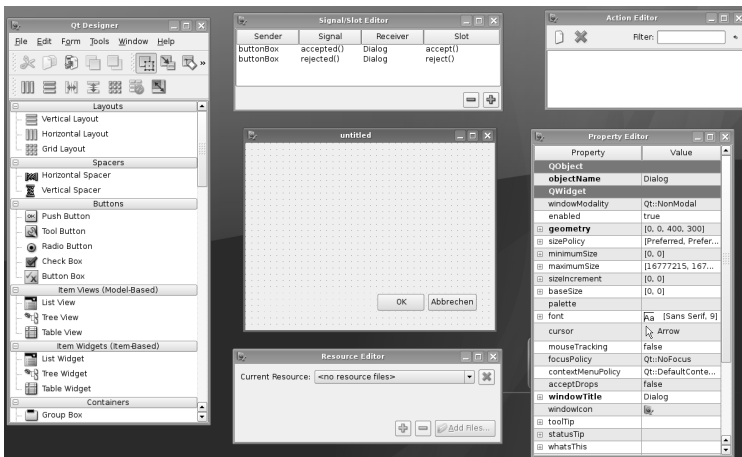 Qt Designer
File Edit Form Tools Window Help
»
Layouts
Vertical Layout
Horizontal Layout
Grid Layout
Spacers
Horizontal Spacer
Vertical Spacer
Buttons
OK Push Button
Tool Button
Radio Button
Check Box
Button Box
Item Views (Model-Based)
List View
Tree View
Table View
Item Widgets (Item-Based)
List Widget
Tree Widget
Table Widget
Containers
Group Box
Signal/Slot Editor
Sender Signal Receiver Slot
buttonBox accepted() Dialog accept()
buttonBox rejected() Dialog reject()
untitled
OK Abbrechen
Resource Editor
Current Resource: <no resource files>
Add Files...
Action Editor
Filter:
Property Editor
Property Value
QObject
objectName Dialog
QWidget
windowModality Qt::NonModal
enabled true
geometry [0, 0, 400, 300]
sizePolicy [Preferred, Prefer...
minimumSize [0, 0]
maximumSize [16777215, 167...
sizeIncrement [0, 0]
baseSize [0, 0]
palette
font Aa [Sans Serif, 9]
cursor Arrow
mouseTracking false
focusPolicy Qt::NoFocus
contextMenuPolicy Qt::DefaultConte...
acceptDrops false
windowTitle Dialog
windowIcon
toolTip
statusTip
whatsThis